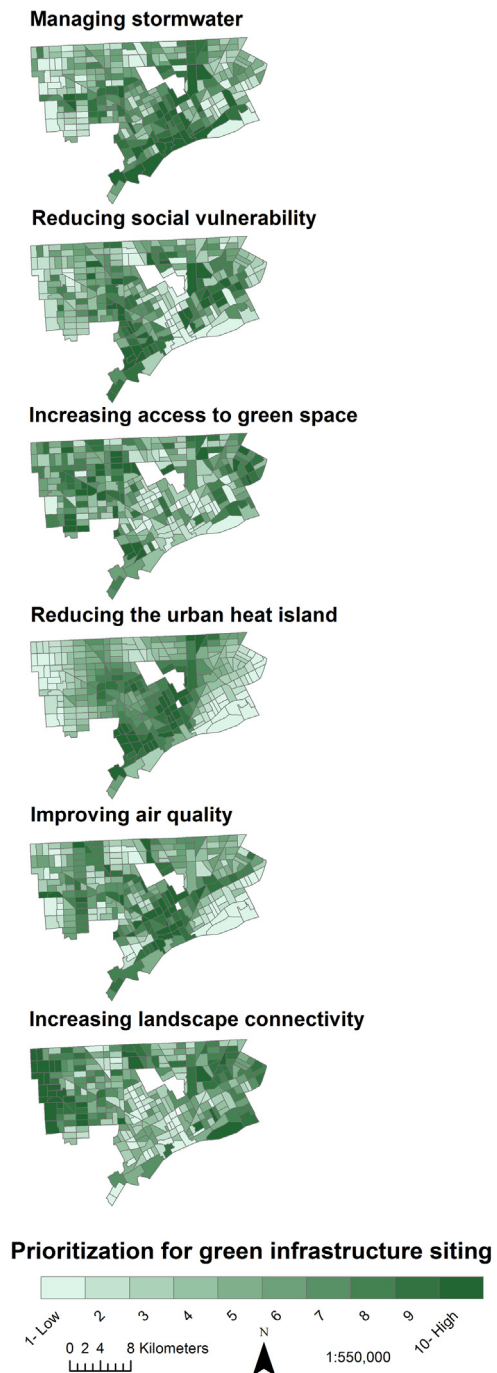 Managing stormwater
Reducing social vulnerability
Increasing access to green space
Reducing the urban heat island
Improving air quality
Increasing landscape connectivity
Prioritization for green infrastructure siting
1- Low 2 3 4 5 6 7 8 9 10- High
0 2 4 8 Kilometers
N
1:550,000